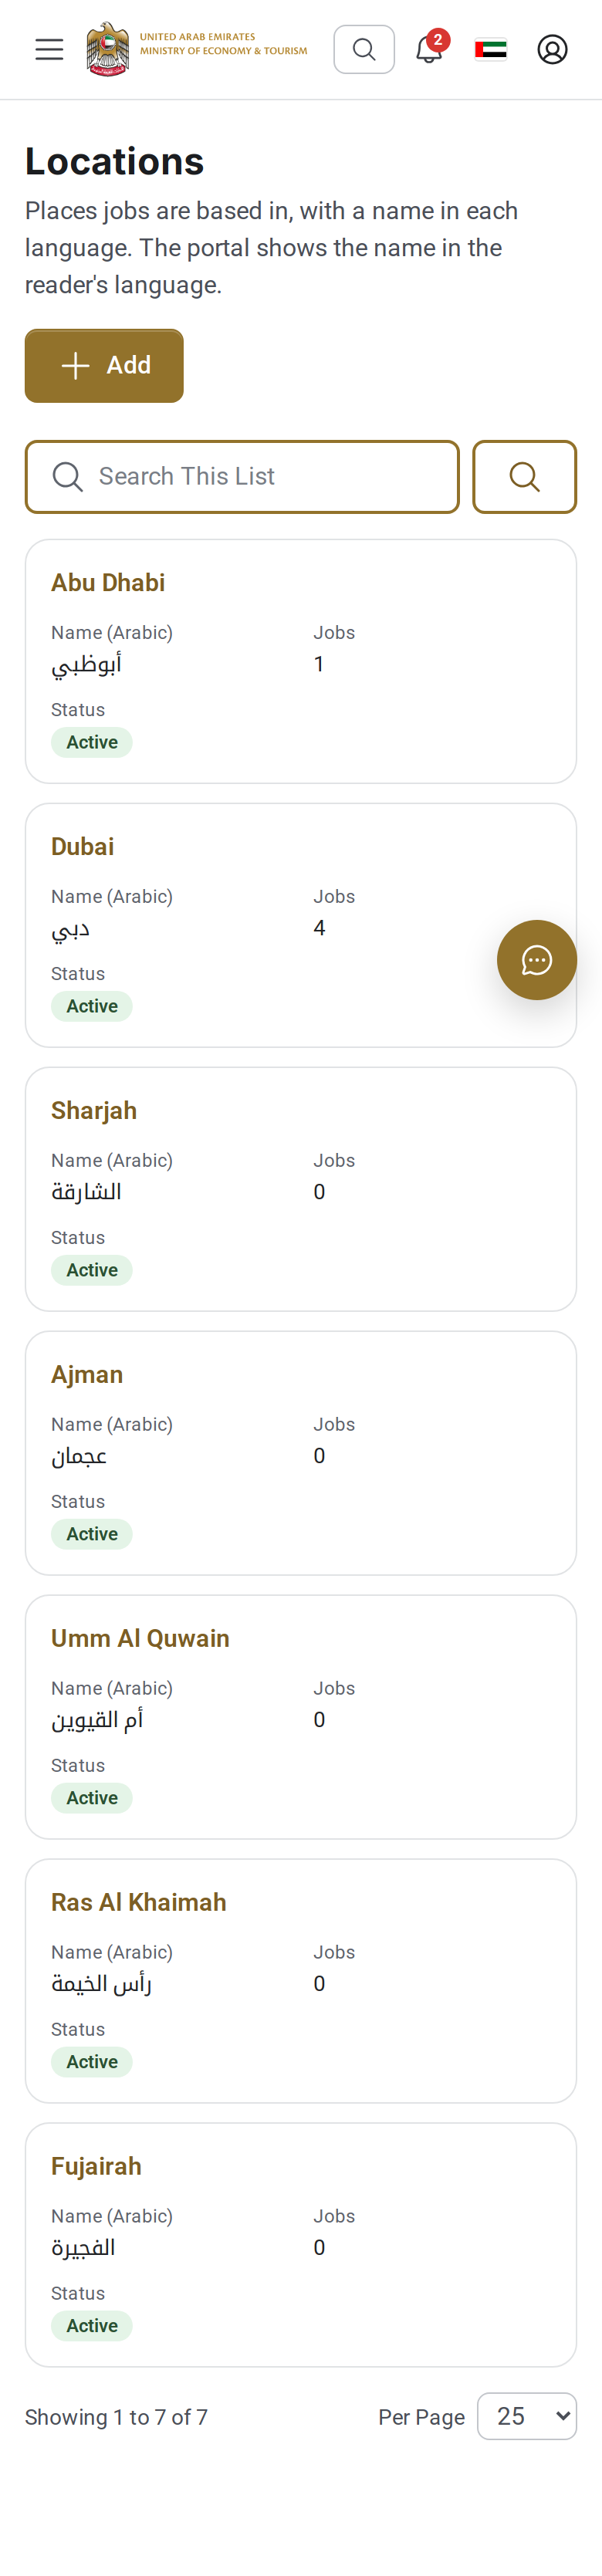 UNITED ARAB EMIRATES
MINISTRY OF ECONOMY & TOURISM
2
Locations
Places jobs are based in, with a name in each
language. The portal shows the name in the
reader's language.
Add
Search This List
Abu Dhabi
Name (Arabic) Jobs
أبوظبي 1
Status
Active
Dubai
Name (Arabic) Jobs
دبي 4
Status
Active
Sharjah
Name (Arabic) Jobs
الشارقة 0
Status
Active
Ajman
Name (Arabic) Jobs
عجمان 0
Status
Active
Umm Al Quwain
Name (Arabic) Jobs
أم القيوين 0
Status
Active
Ras Al Khaimah
Name (Arabic) Jobs
رأس الخيمة 0
Status
Active
Fujairah
Name (Arabic) Jobs
الفجيرة 0
Status
Active
Showing 1 to 7 of 7 Per Page 25